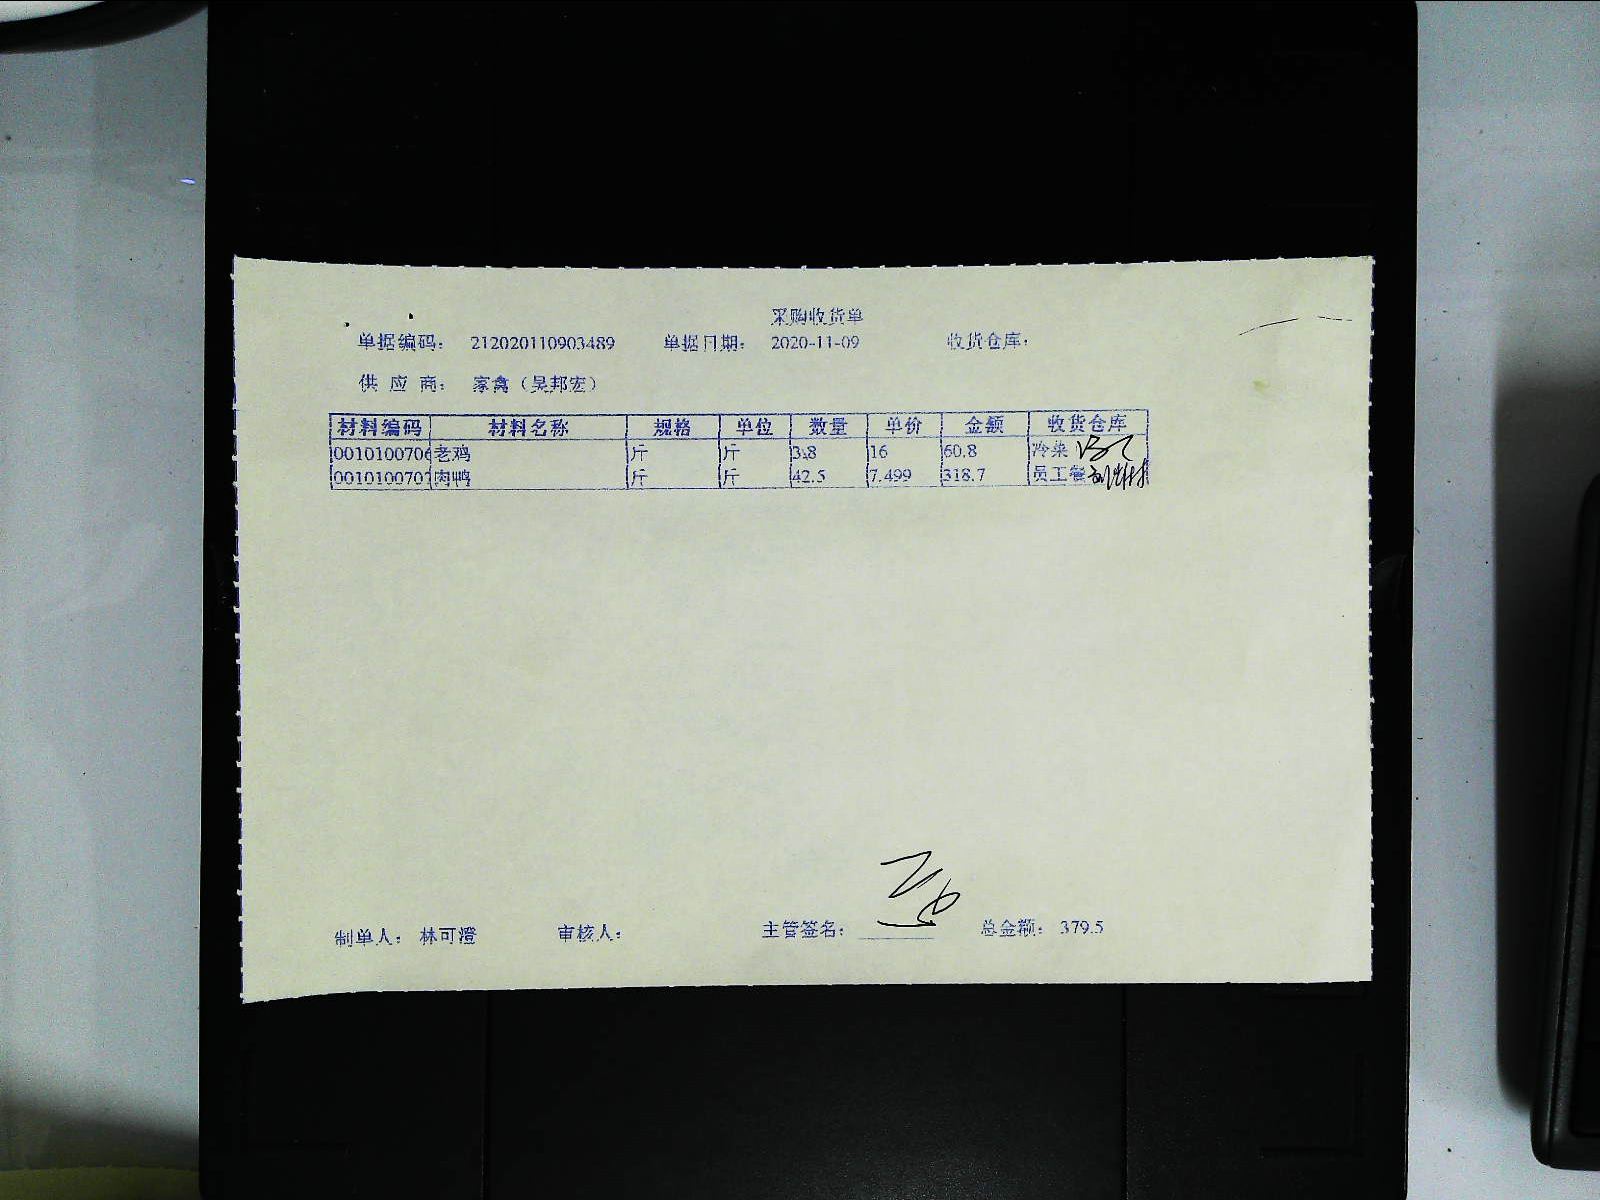 采购收货单
单据编码： 212020110903489 单据日期： 2020-11-09 收货仓库：
供 应 商： 家禽（吴邦宏）
材料编码 材料名称 规格 单位 数量 单价 金额 收货仓库
0010100706 老鸡 斤 斤 3.8 16 60.8 冷菜
001010070 肉鸭 斤 斤 42.5 7.499 318.7 员工餐
制单人： 林可澄 审核人： 主管签名： 总金额： 379.5